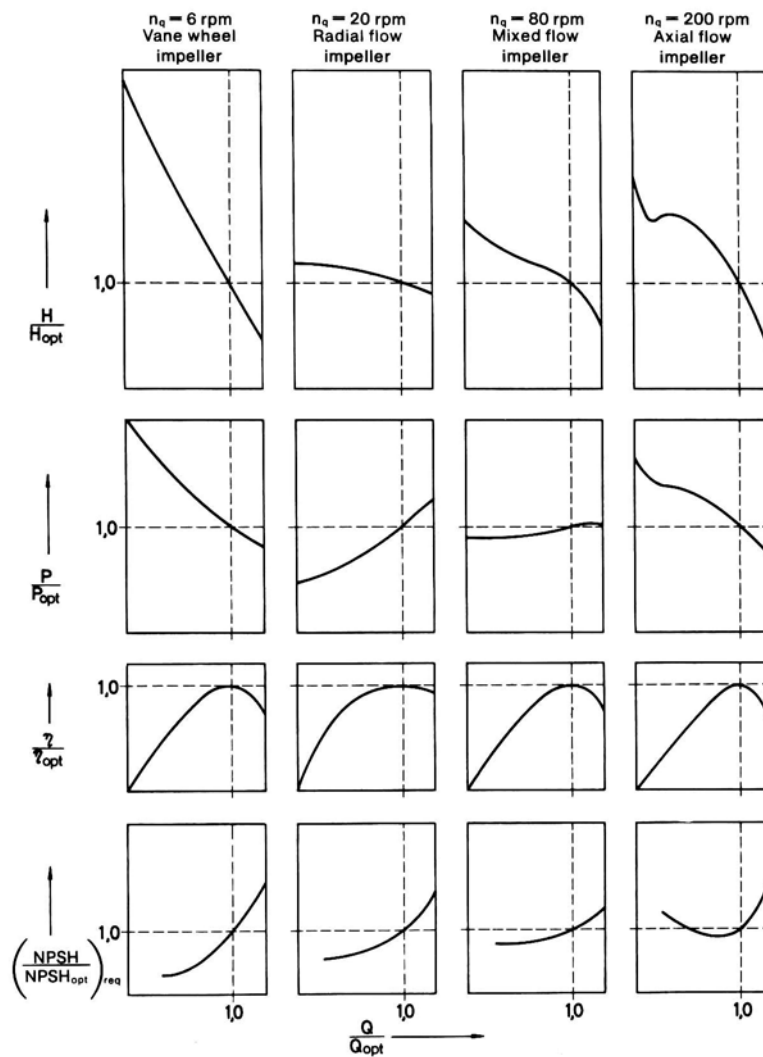 n_q = 6 rpm
Vane wheel
impeller
n_q = 20 rpm
Radial flow
impeller
n_q = 80 rpm
Mixed flow
impeller
n_q = 200 rpm
Axial flow
impeller
1,0
H
H_opt
1,0
P
P_opt
1,0
η
η_opt
1,0
(NPSH
NPSH_opt)req
1,0
1,0
1,0
1,0
Q
Q_opt